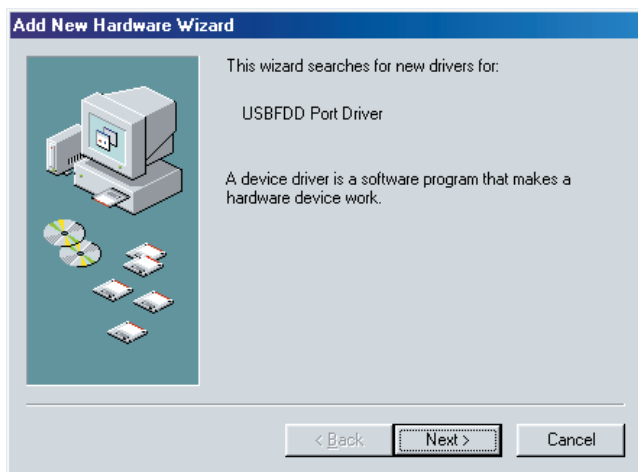 Add New Hardware Wizard
This wizard searches for new drivers for:
USBFDD Port Driver
A device driver is a software program that makes a
hardware device work.
< Back
Next >
Cancel